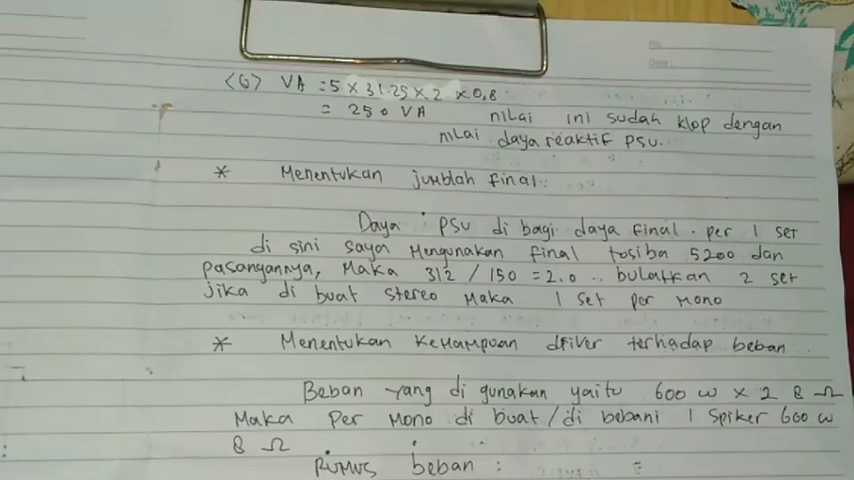 <G> VA = 5 x 31.25 x 2 x 0,8
= 250 VA nilai ini sudah klop dengan
nilai daya reaktif PSU.
* Menentukan jumlah final:
Daya PSU di bagi daya final per 1 set
di sini saya Mengunakan final tosiba 5200 dan
pasangannya, Maka 312 / 150 = 2.0 .. bulatkan 2 set
jika di buat stereo Maka 1 set per Mono
* Menentukan Kemampuan driver terhadap beban
Beban yang di gunakan yaitu 600 w x 2 8 Ω
Maka Per Mono di buat / di bebani 1 Spiker 600 w
8 Ω
Rumus beban :